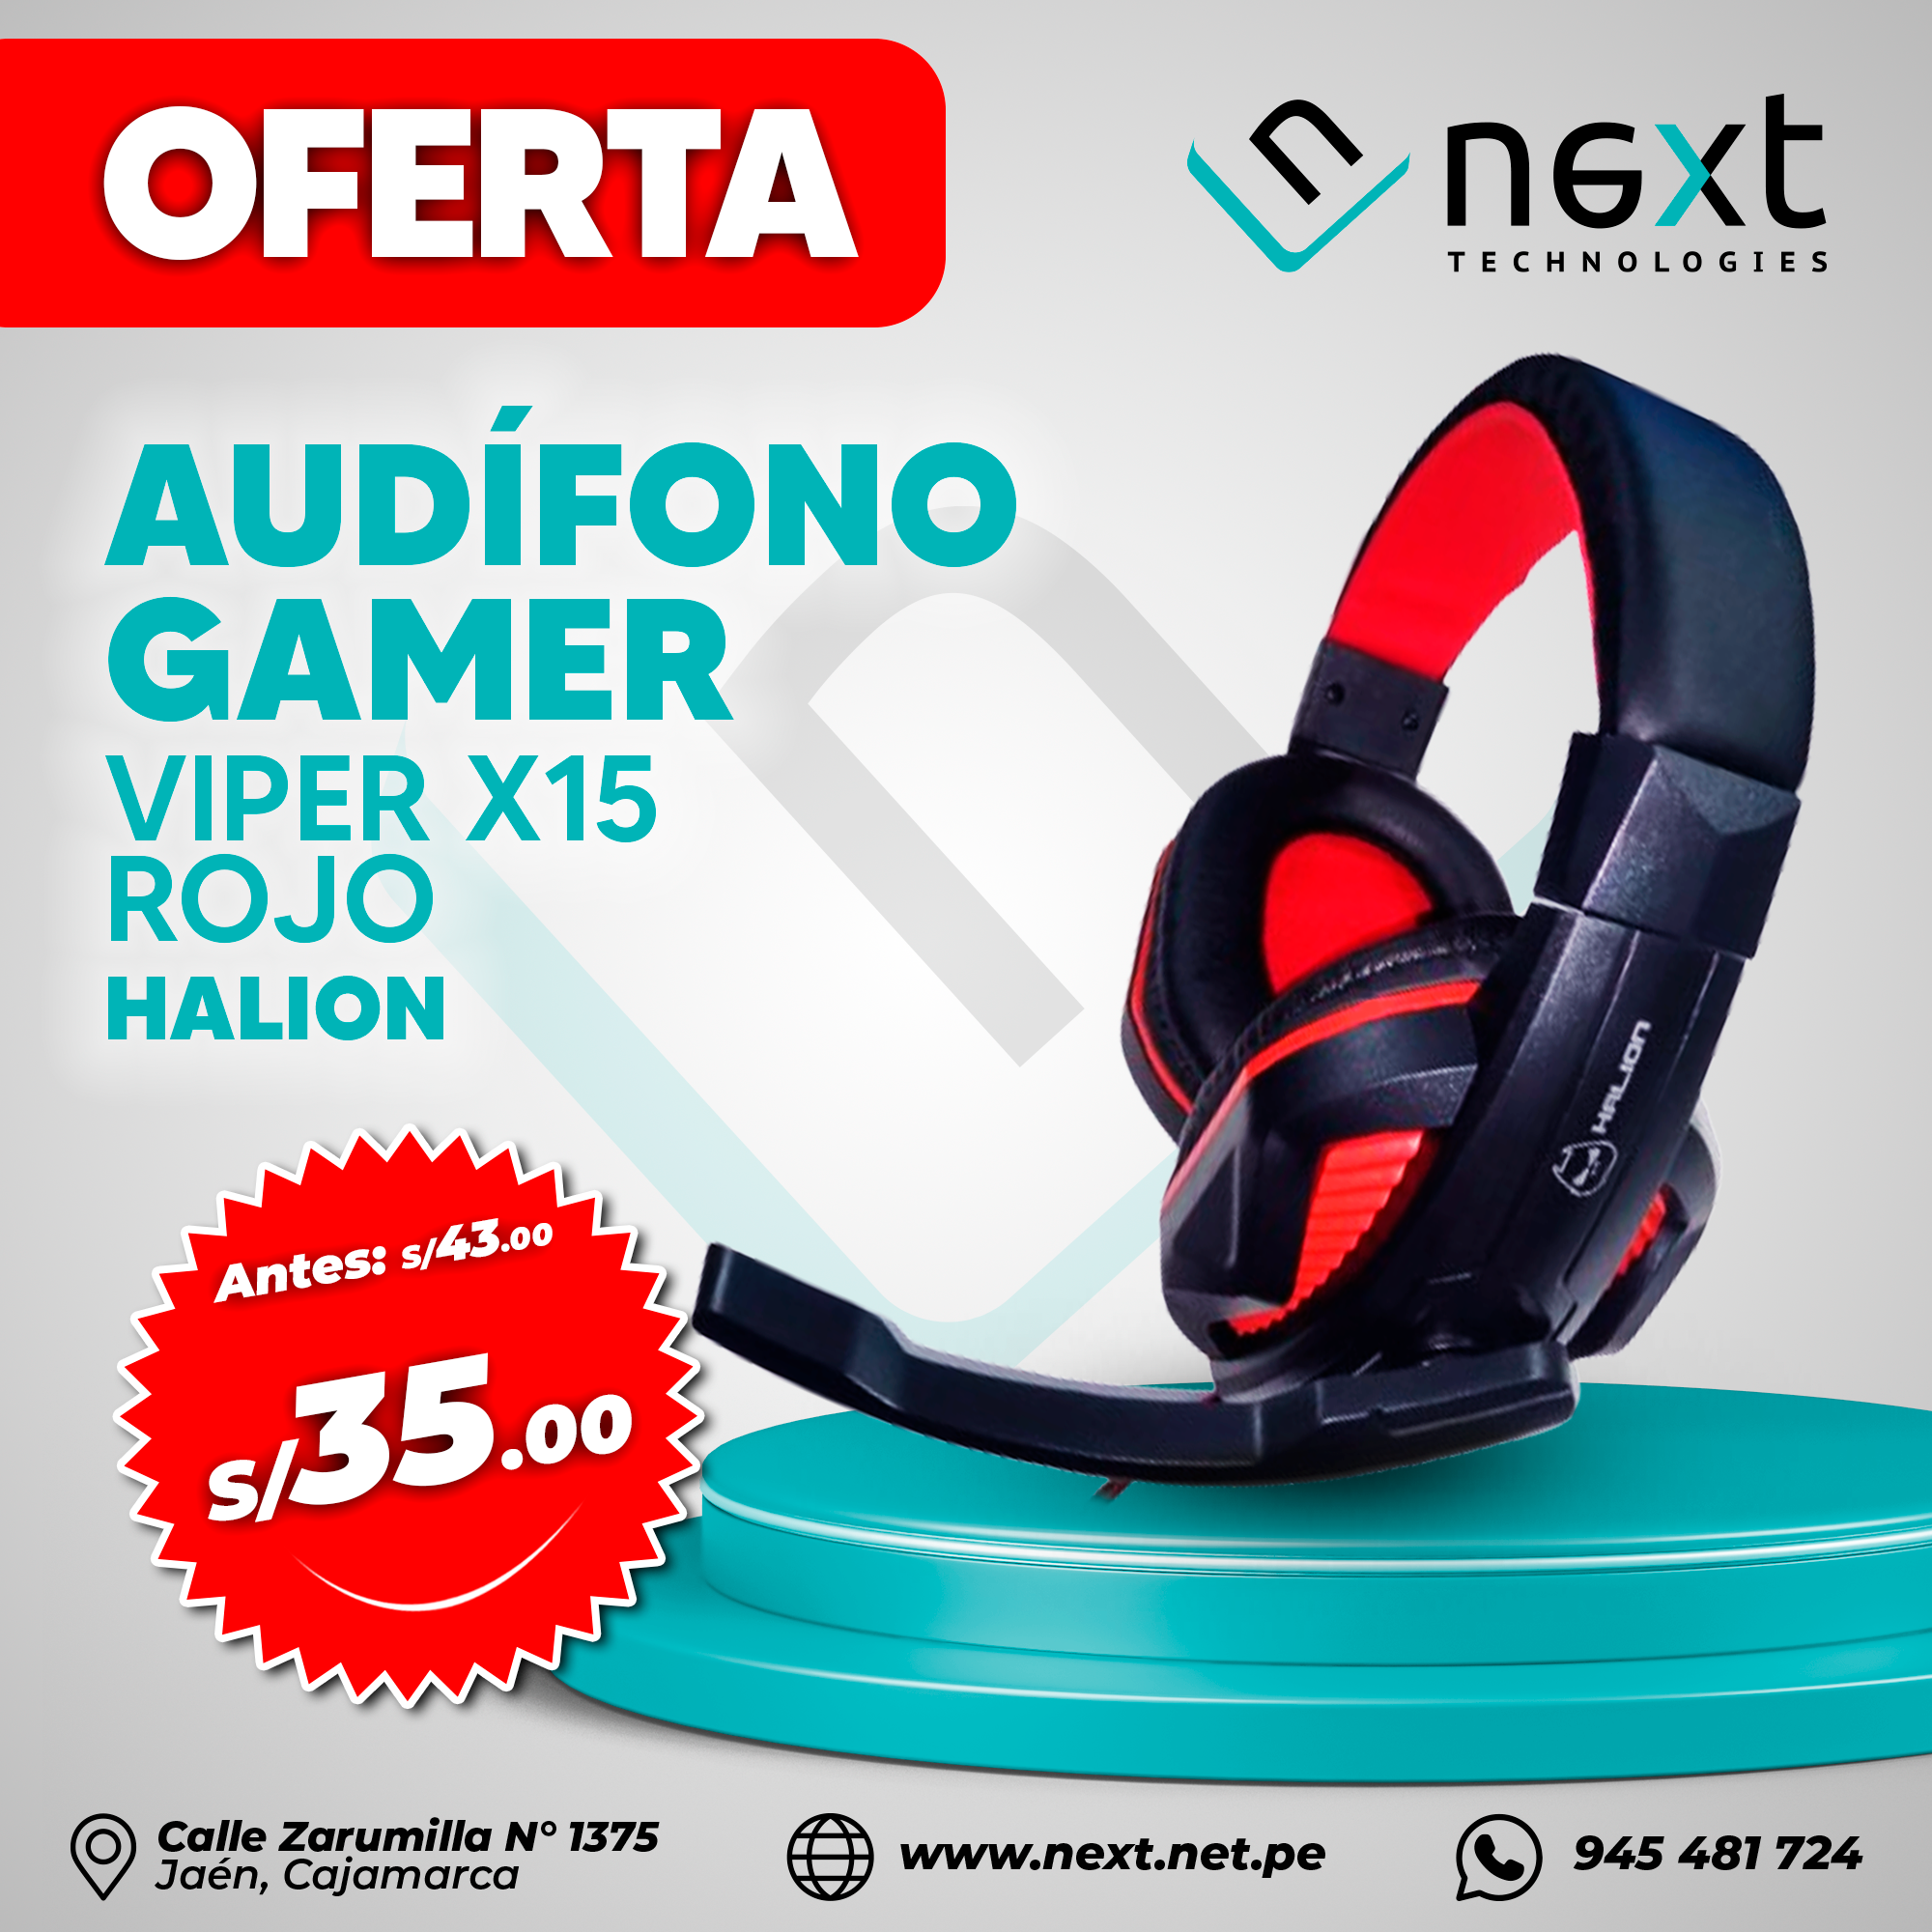 OFERTA
next
TECHNOLOGIES
AUDÍFONO
GAMER
VIPER X15
ROJO
HALION
HALION
Antes: s/43.00
s/35.00
Calle Zarumilla N° 1375
Jaén, Cajamarca
www.next.net.pe
945 481 724